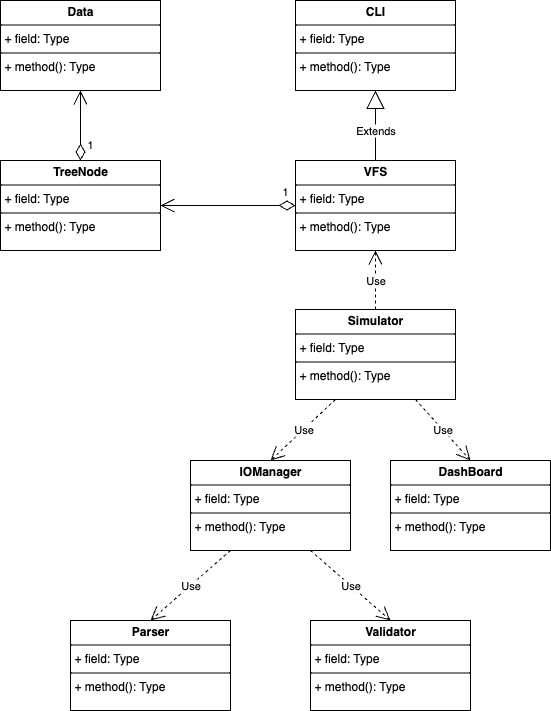 Data
+ field: Type
+ method(): Type
CLI
+ field: Type
+ method(): Type
1
Extends
TreeNode
+ field: Type
+ method(): Type
1
VFS
+ field: Type
+ method(): Type
Use
Simulator
+ field: Type
+ method(): Type
Use
Use
IOManager
+ field: Type
+ method(): Type
DashBoard
+ field: Type
+ method(): Type
Use
Use
Parser
+ field: Type
+ method(): Type
Validator
+ field: Type
+ method(): Type